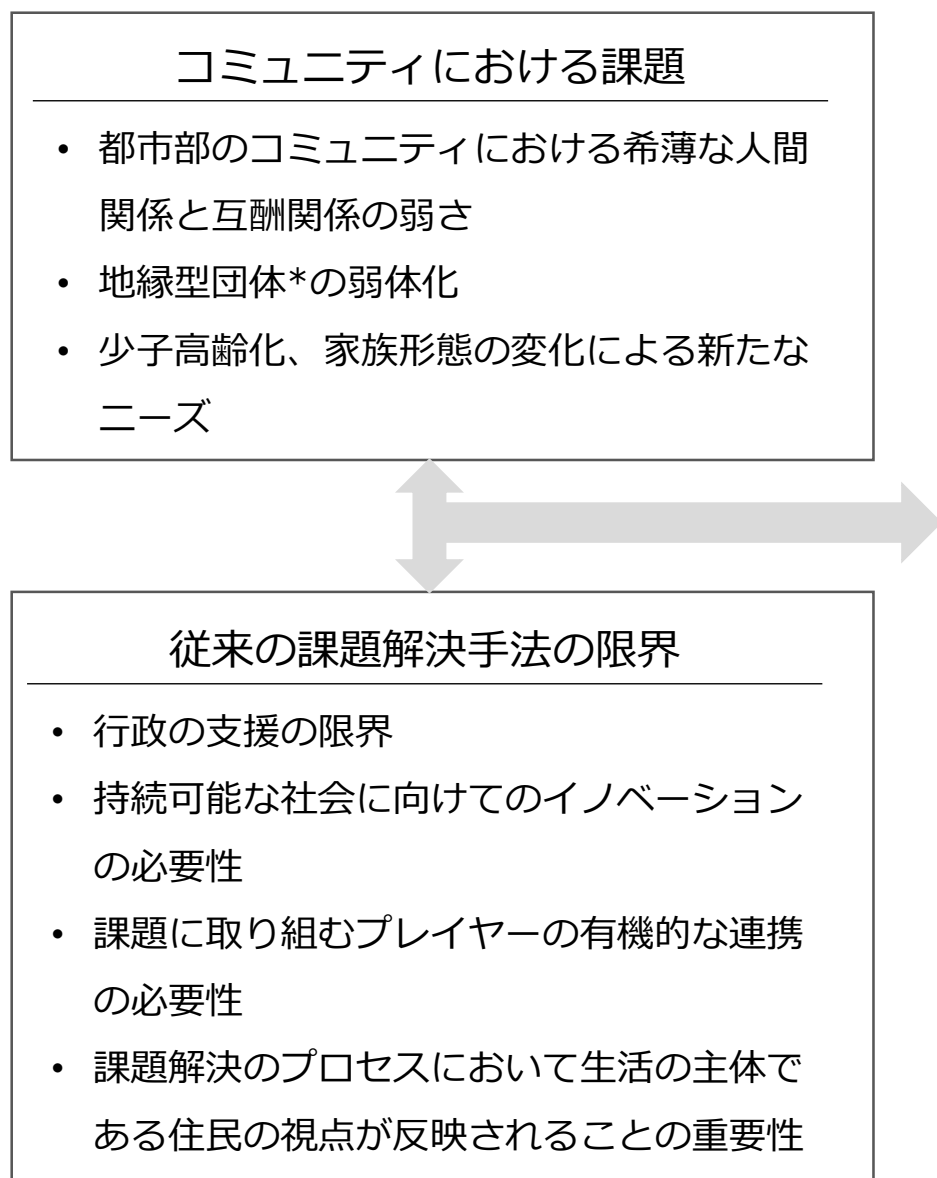 コミュニティにおける課題
• 都市部のコミュニティにおける希薄な人間
関係と互酬関係の弱さ
• 地縁型団体*の弱体化
• 少子高齢化、家族形態の変化による新たな
ニーズ
従来の課題解決手法の限界
• 行政の支援の限界
• 持続可能な社会に向けてのイノベーション
の必要性
• 課題に取り組むプレイヤーの有機的な連携
の必要性
• 課題解決のプロセスにおいて生活の主体で
ある住民の視点が反映されることの重要性